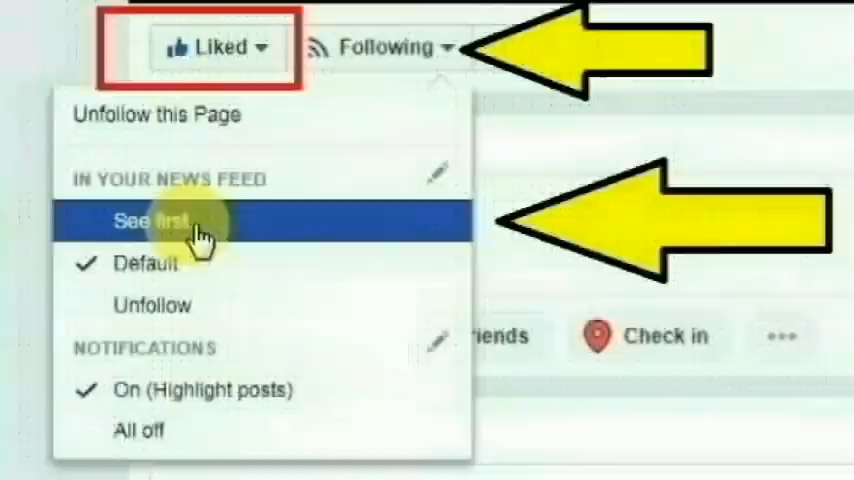 Liked Following
Unfollow this Page
IN YOUR NEWS FEED
See first
Default
Unfollow
NOTIFICATIONS
On (Highlight posts)
All off
Check in